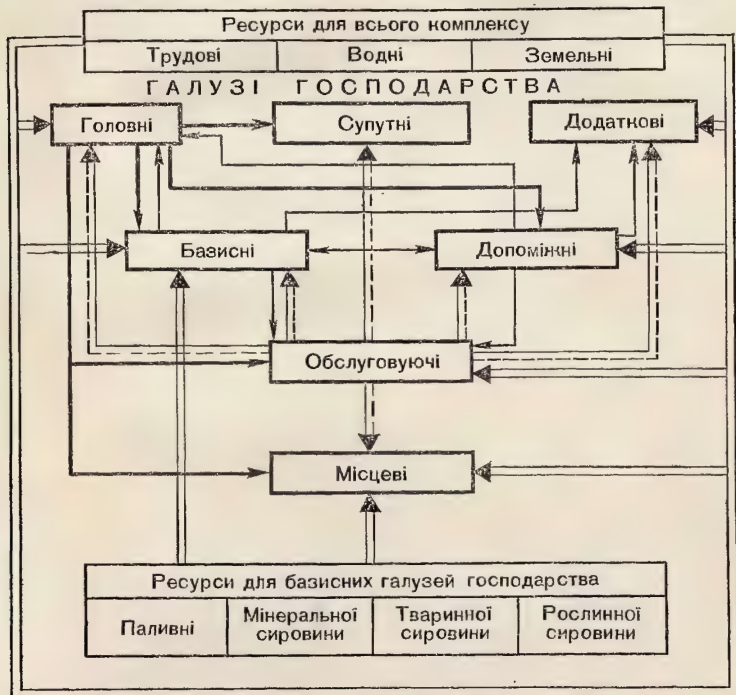 Ресурси для всього комплексу
Трудові Водні Земельні
ГАЛУЗІ ГОСПОДАРСТВА
Головні Супутні Додаткові
Базисні Допоміжні
Обслуговуючі
Місцеві
Ресурси для базисних галузей господарства
Паливні
Мінеральної сировини
Тваринної сировини
Рослинної сировини